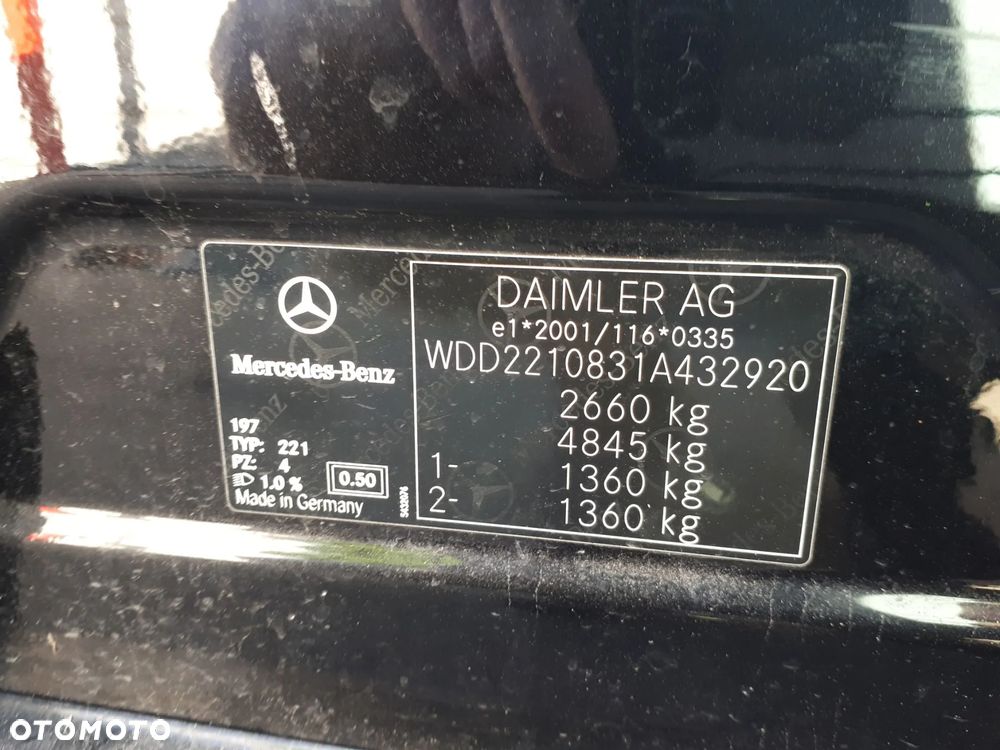 DAIMLER AG
e1*2001/116*0335
WDD2210831A432920
2660 kg
4845 kg
1- 1360 kg
2- 1360 kg
Mercedes-Benz
197
TYP: 221
PZ: 4
1.0 %
0.50
Made in Germany
OTOMOTO